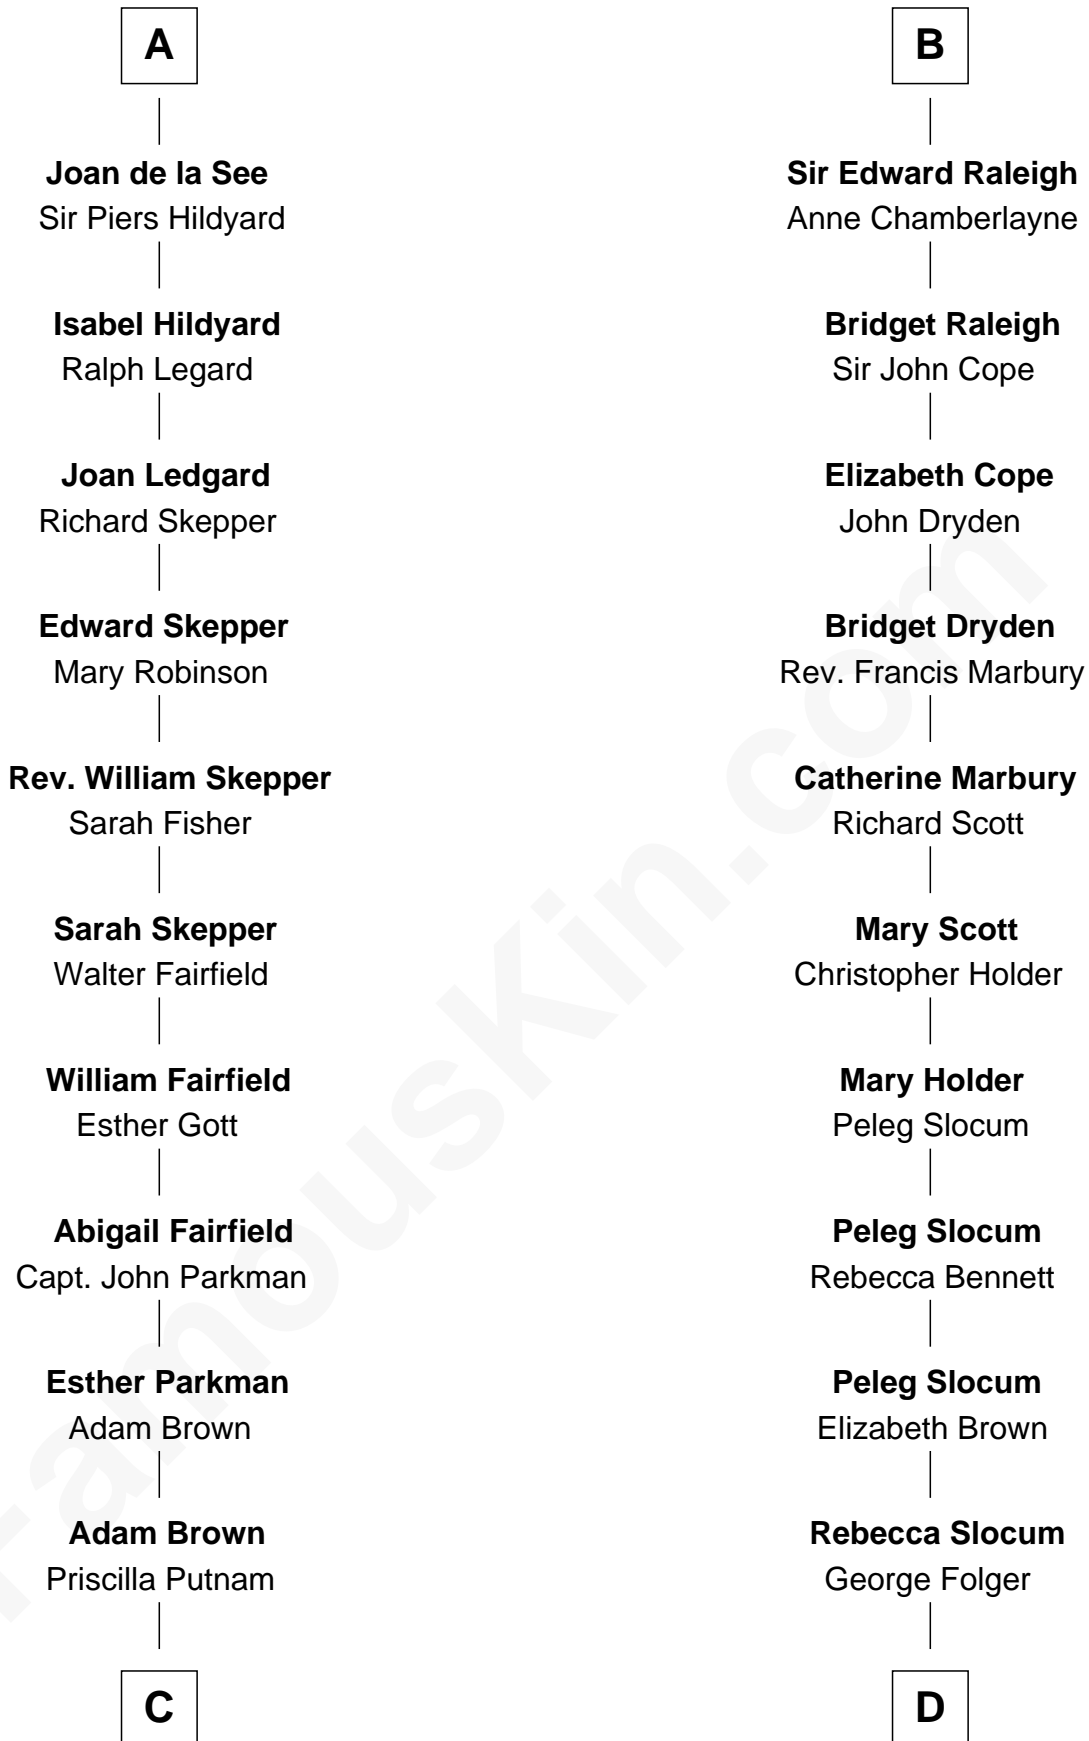 A
Joan de la See
Sir Piers Hildyard
Isabel Hildyard
Ralph Legard
Joan Ledgard
Richard Skepper
Edward Skepper
Mary Robinson
Rev. William Skepper
Sarah Fisher
Sarah Skepper
Walter Fairfield
William Fairfield
Esther Gott
Abigail Fairfield
Capt. John Parkman
Esther Parkman
Adam Brown
Adam Brown
Priscilla Putnam
C
B
Sir Edward Raleigh
Anne Chamberlayne
Bridget Raleigh
Sir John Cope
Elizabeth Cope
John Dryden
Bridget Dryden
Rev. Francis Marbury
Catherine Marbury
Richard Scott
Mary Scott
Christopher Holder
Mary Holder
Peleg Slocum
Peleg Slocum
Rebecca Bennett
Peleg Slocum
Elizabeth Brown
Rebecca Slocum
George Folger
D
FamousKin.com